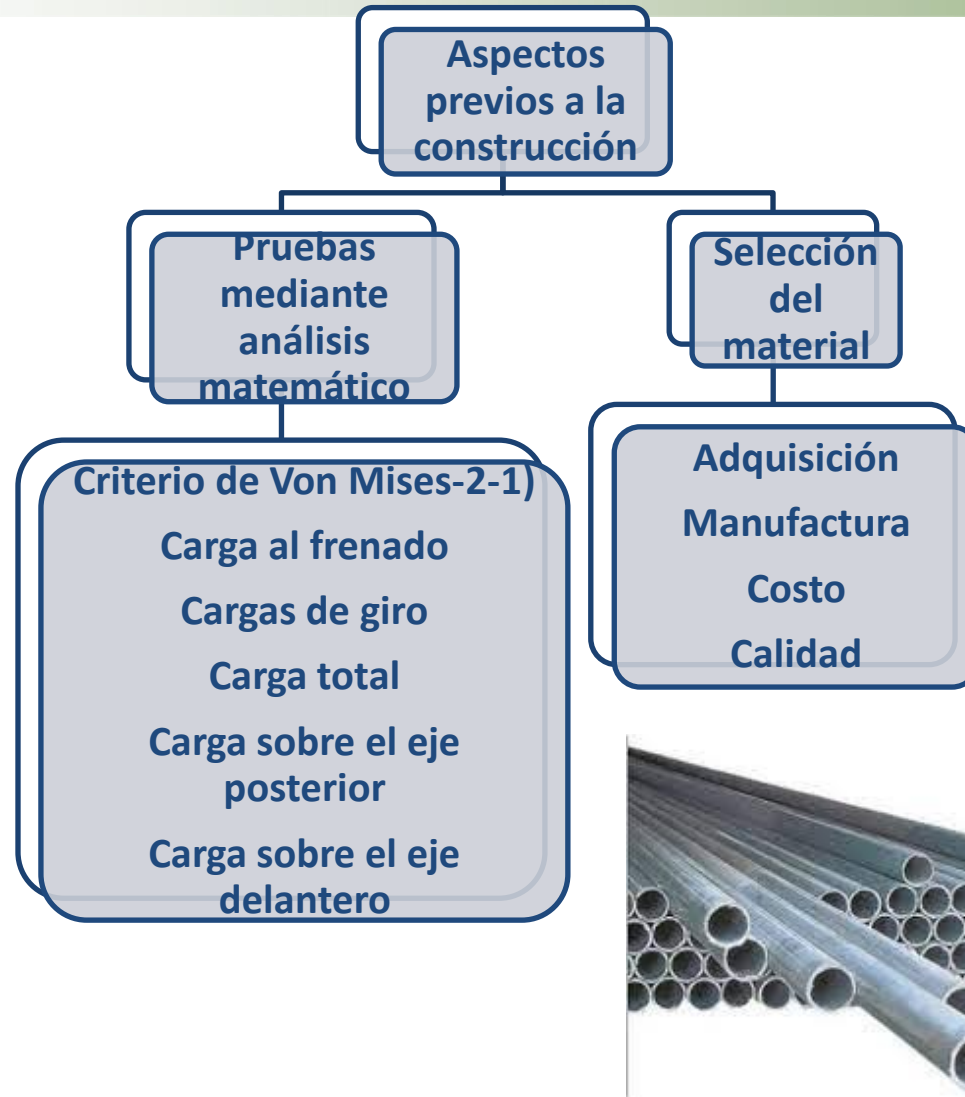 Aspectos
previos a la
construcción
Pruebas
mediante
análisis
matemático
Selección
del
material
Criterio de Von Mises-2-1)
Carga al frenado
Cargas de giro
Carga total
Carga sobre el eje
posterior
Carga sobre el eje
delantero
Adquisición
Manufactura
Costo
Calidad